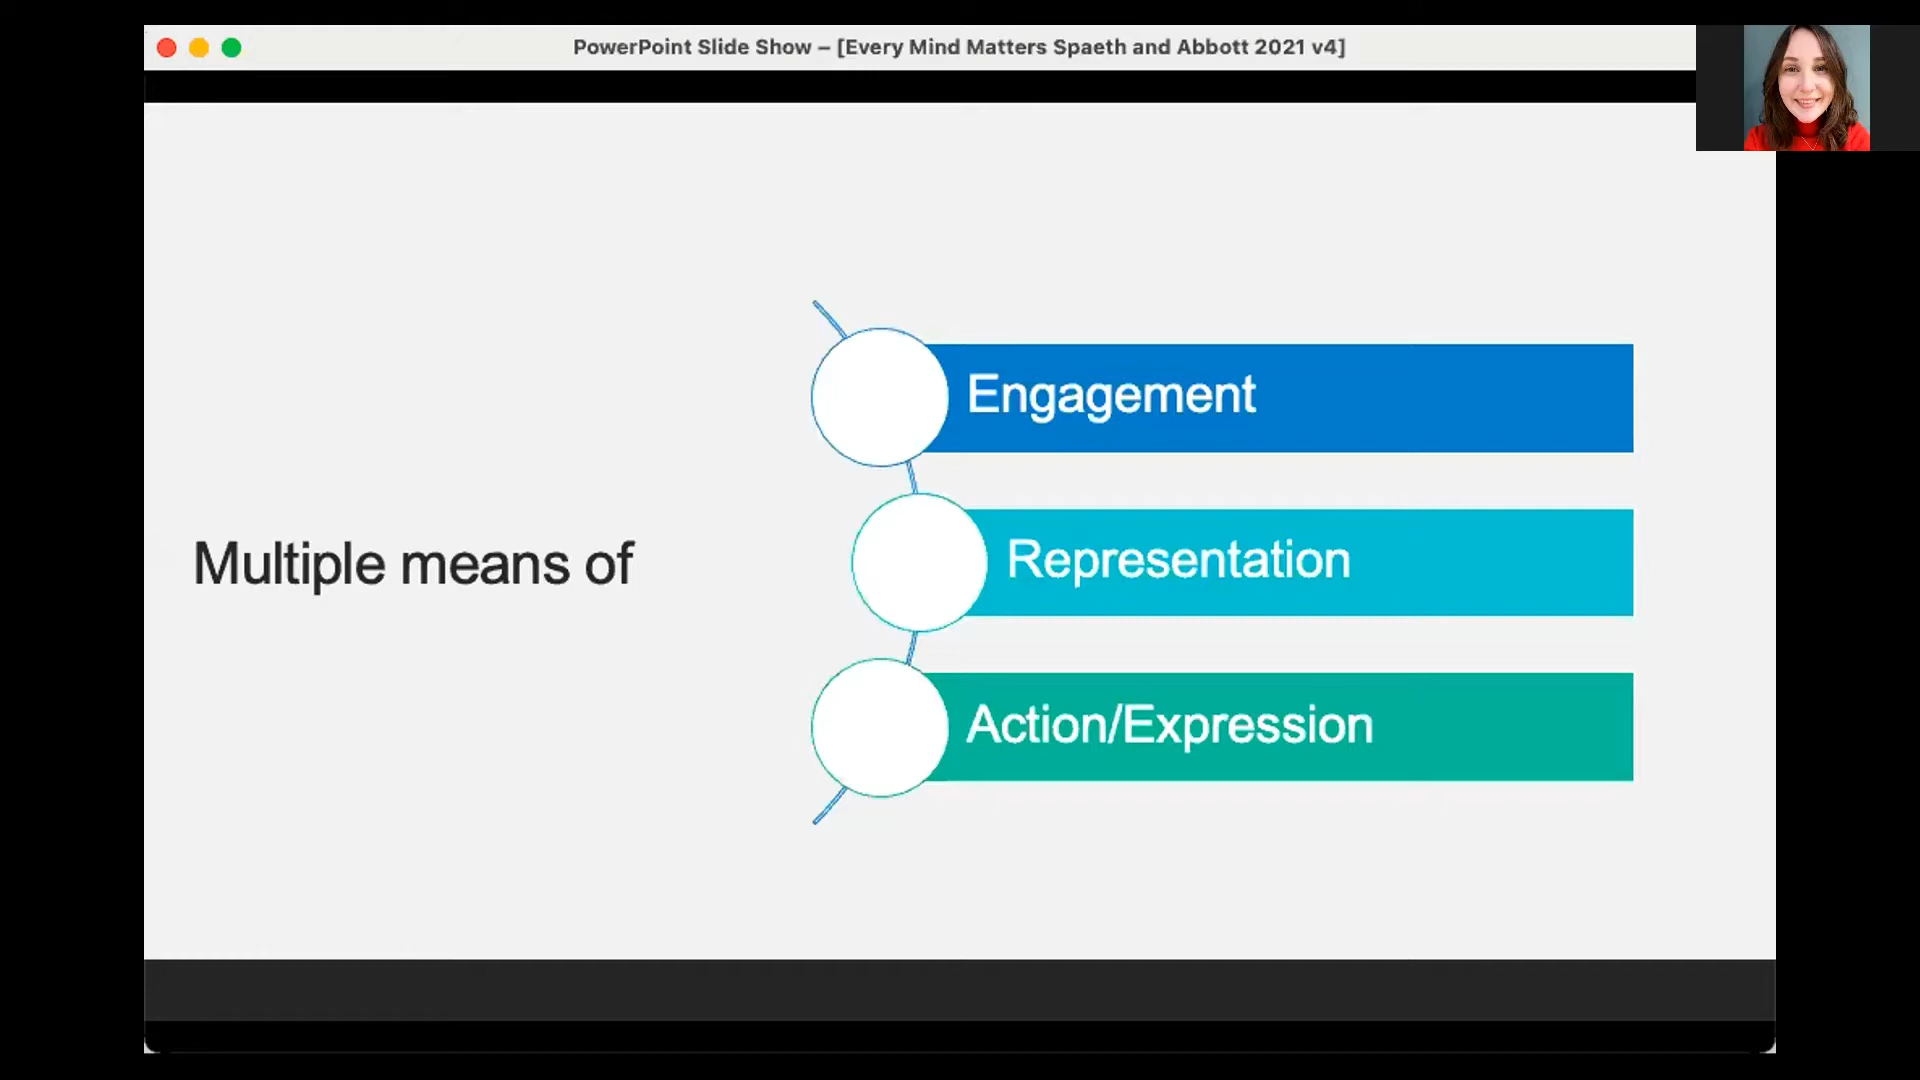 PowerPoint Slide Show – [Every Mind Matters Spaeth and Abbott 2021 v4]
Multiple means of
Engagement
Representation
Action/Expression